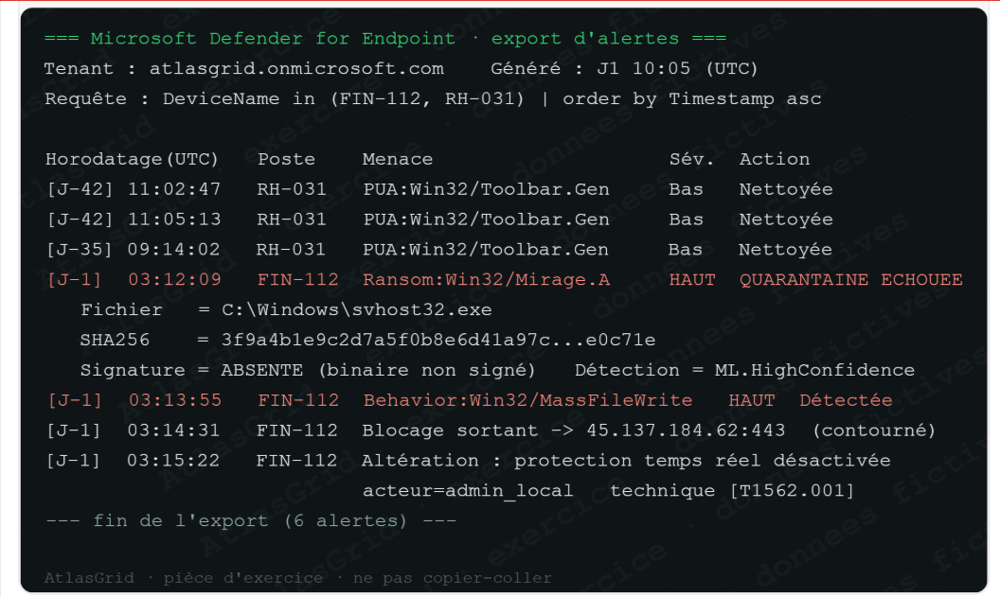 === Microsoft Defender for Endpoint · export d'alertes ===
Tenant : atlasgrid.onmicrosoft.com    Généré : J1 10:05 (UTC)
Requête : DeviceName in (FIN-112, RH-031) | order by Timestamp asc
Horodatage(UTC)   Poste    Menace                    Sév.  Action
[J-42] 11:02:47   RH-031   PUA:Win32/Toolbar.Gen     Bas   Nettoyée
[J-42] 11:05:13   RH-031   PUA:Win32/Toolbar.Gen     Bas   Nettoyée
[J-35] 09:14:02   RH-031   PUA:Win32/Toolbar.Gen     Bas   Nettoyée
[J-1]  03:12:09   FIN-112  Ransom:Win32/Mirage.A     HAUT  QUARANTAINE ECHOUEE
Fichier   = C:\Windows\svhost32.exe
SHA256    = 3f9a4b1e9c2d7a5f0b8e6d41a97c...e0c71e
Signature = ABSENTE (binaire non signé)   Détection = ML.HighConfidence
[J-1]  03:13:55   FIN-112  Behavior:Win32/MassFileWrite   HAUT  Détectée
[J-1]  03:14:31   FIN-112  Blocage sortant -> 45.137.184.62:443  (contourné)
[J-1]  03:15:22   FIN-112  Altération : protection temps réel désactivée
acteur=admin_local   technique [T1562.001]
--- fin de l'export (6 alertes) ---
AtlasGrid · pièce d'exercice · ne pas copier-coller